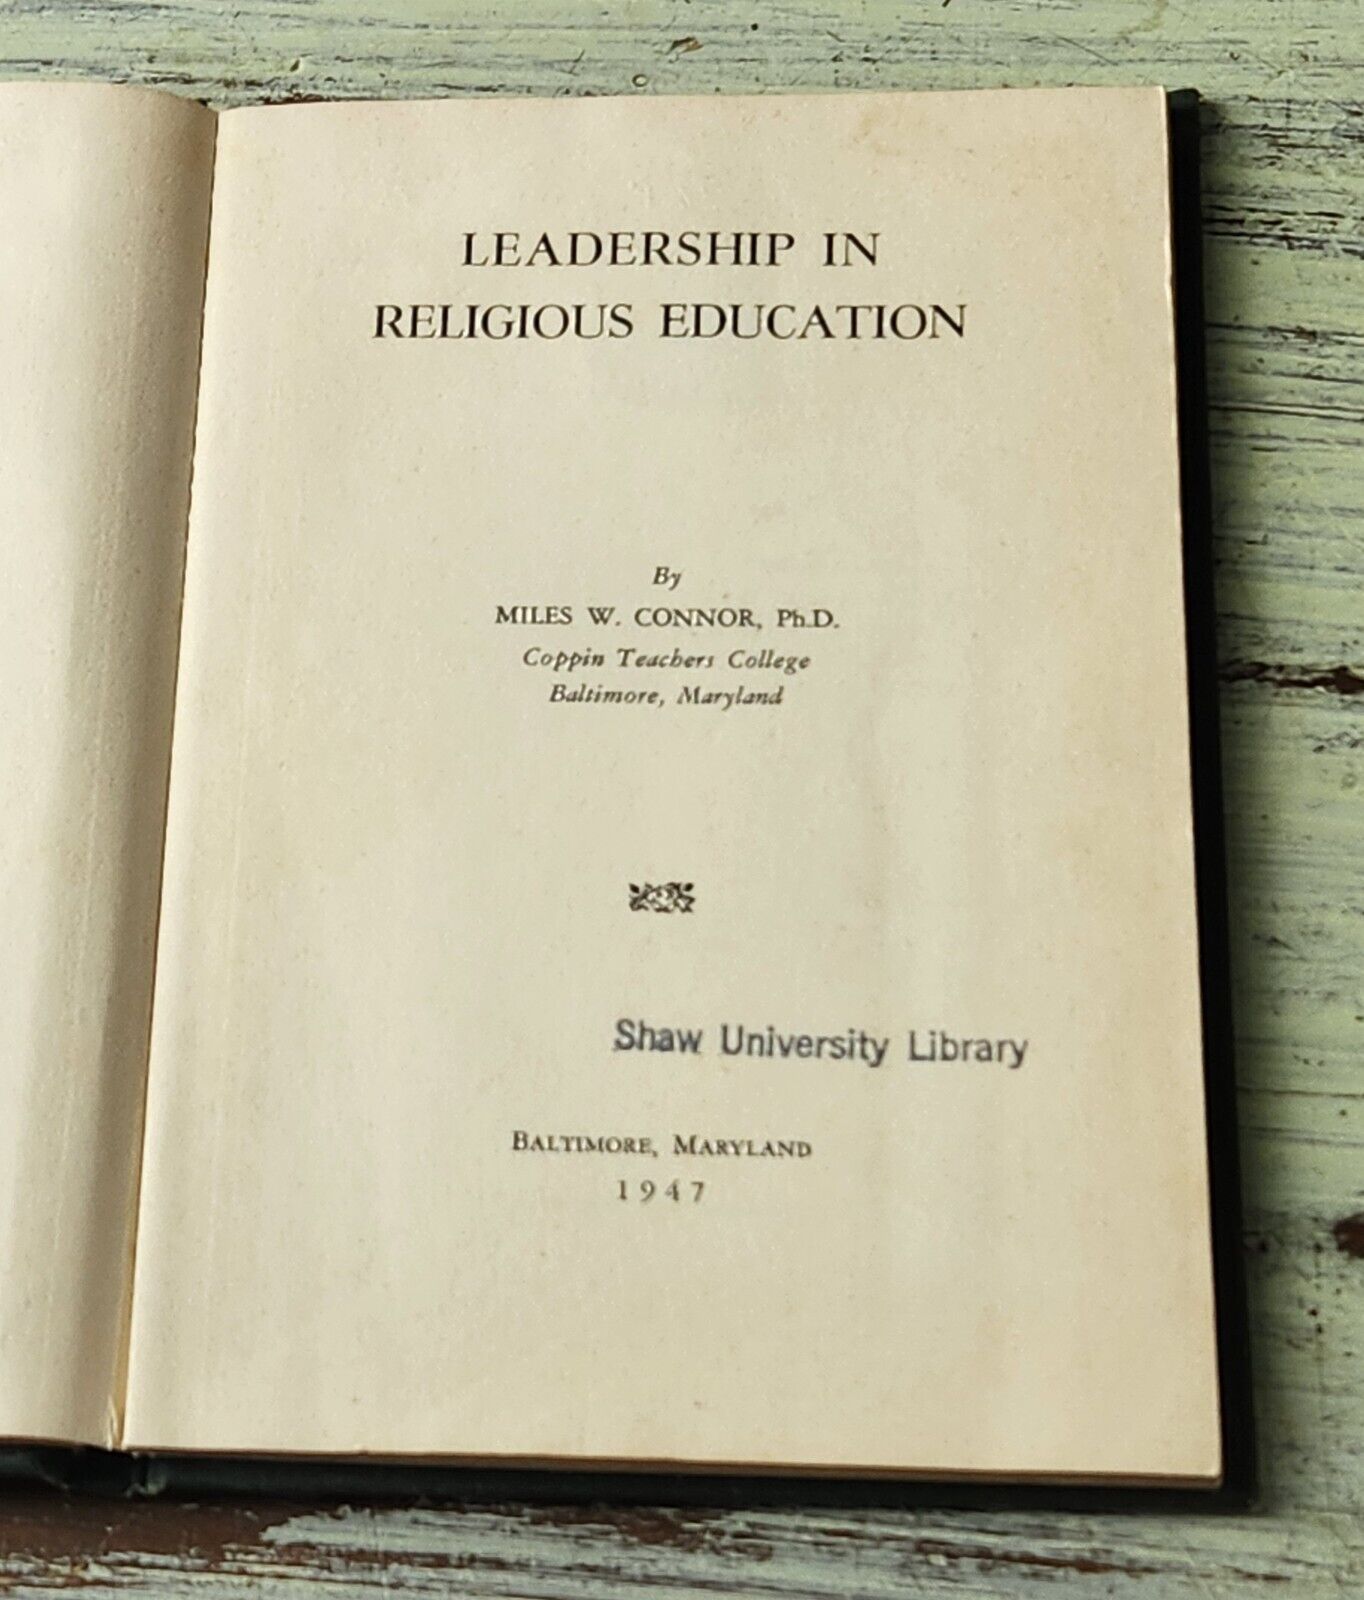 LEADERSHIP IN
RELIGIOUS EDUCATION
By
MILES W. CONNOR, Ph.D.
Coppin Teachers College
Baltimore, Maryland
Shaw University Library
BALTIMORE, MARYLAND
1947